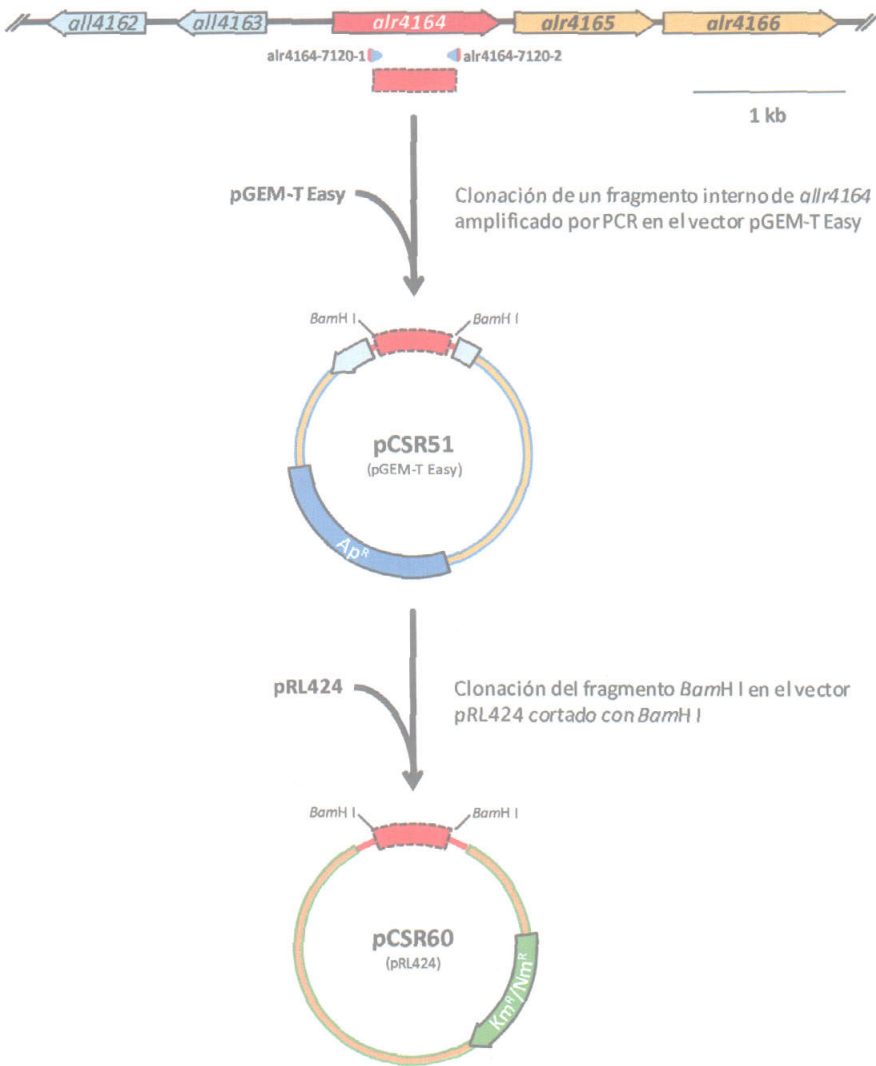 all4162 all4163 alr4164 alr4165 alr4166
alr4164-7120-1 alr4164-7120-2
1 kb
pGEM-T Easy
Clonación de un fragmento interno de allr4164
amplificado por PCR en el vector pGEM-T Easy
BamH I BamH I
pCSR51
(pGEM-T Easy)
Apᴿ
pRL424
Clonación del fragmento BamH I en el vector
pRL424 cortado con BamH I
BamH I BamH I
pCSR60
(pRL424)
Kmᴿ/Nmᴿ